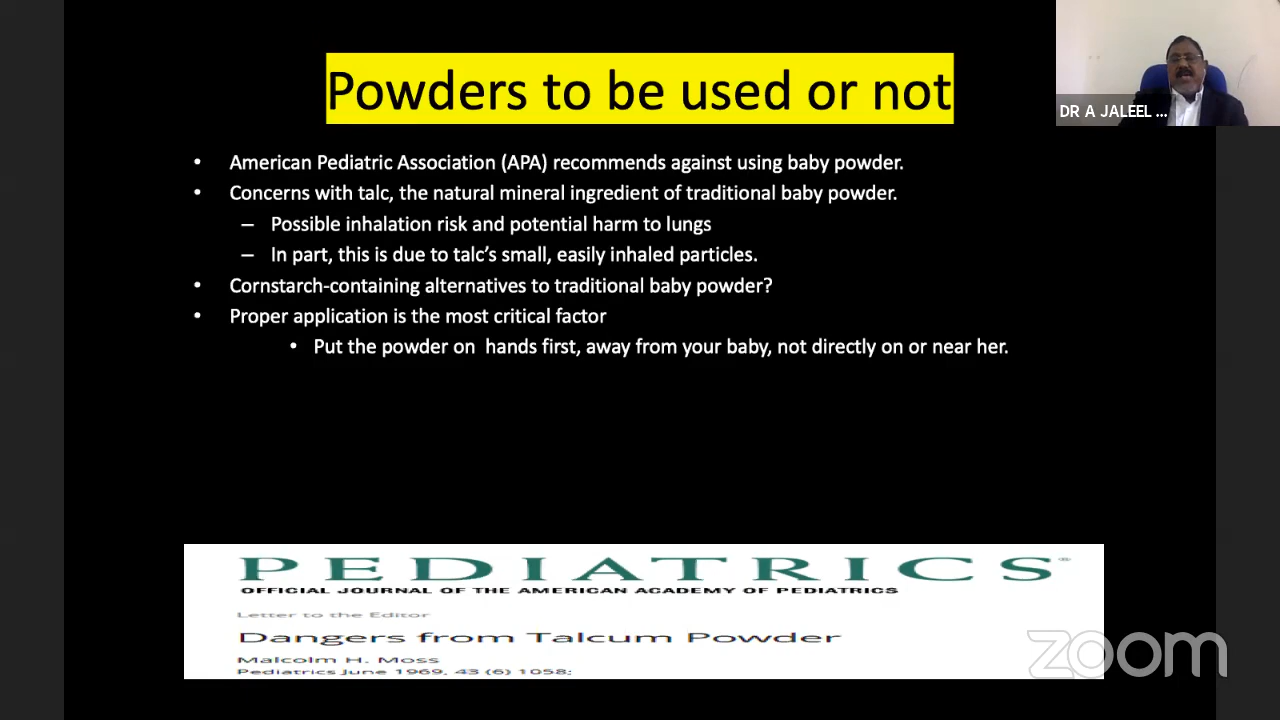 Powders to be used or not
DR A JALEEL ...
• American Pediatric Association (APA) recommends against using baby powder.
• Concerns with talc, the natural mineral ingredient of traditional baby powder.
– Possible inhalation risk and potential harm to lungs
– In part, this is due to talc’s small, easily inhaled particles.
• Cornstarch-containing alternatives to traditional baby powder?
• Proper application is the most critical factor
• Put the powder on hands first, away from your baby, not directly on or near her.
PEDIATRICS®
OFFICIAL JOURNAL OF THE AMERICAN ACADEMY OF PEDIATRICS
Letter to the Editor
Dangers from Talcum Powder
Malcolm H. Moss
Pediatrics June 1969, 43 (6) 1058;
zoom